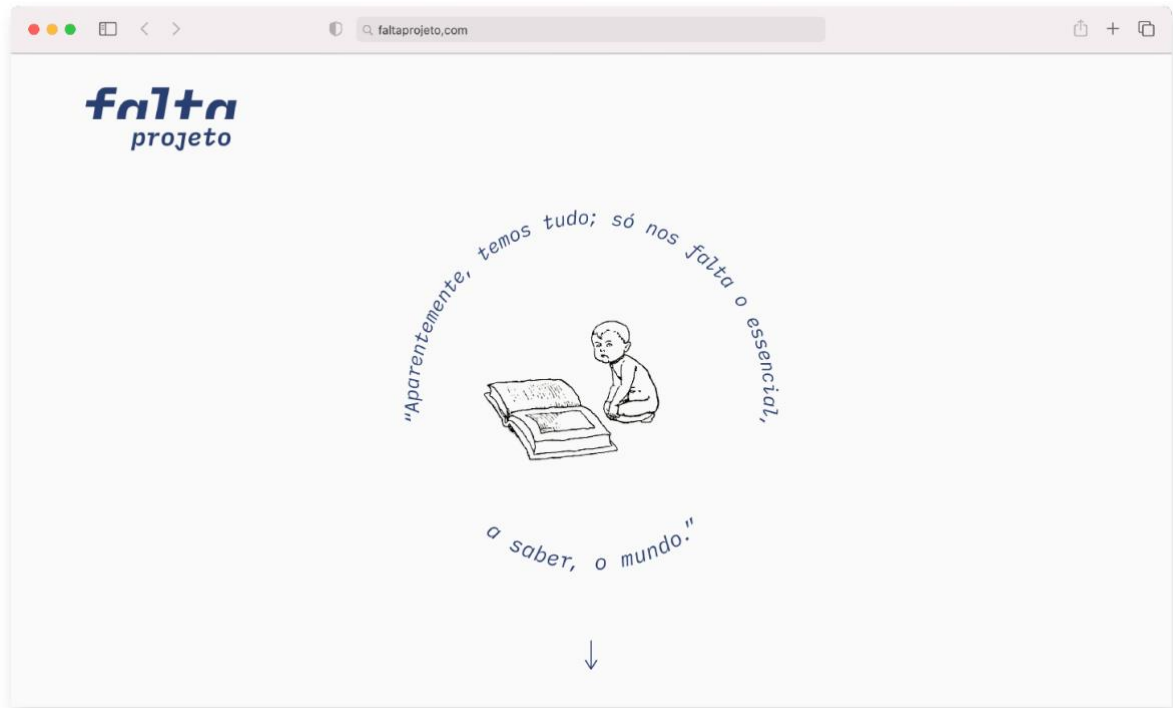 faltaprojeto,com
falta
projeto
"Aparentemente, temos tudo; só nos falta o essencial,
a saber, o mundo."